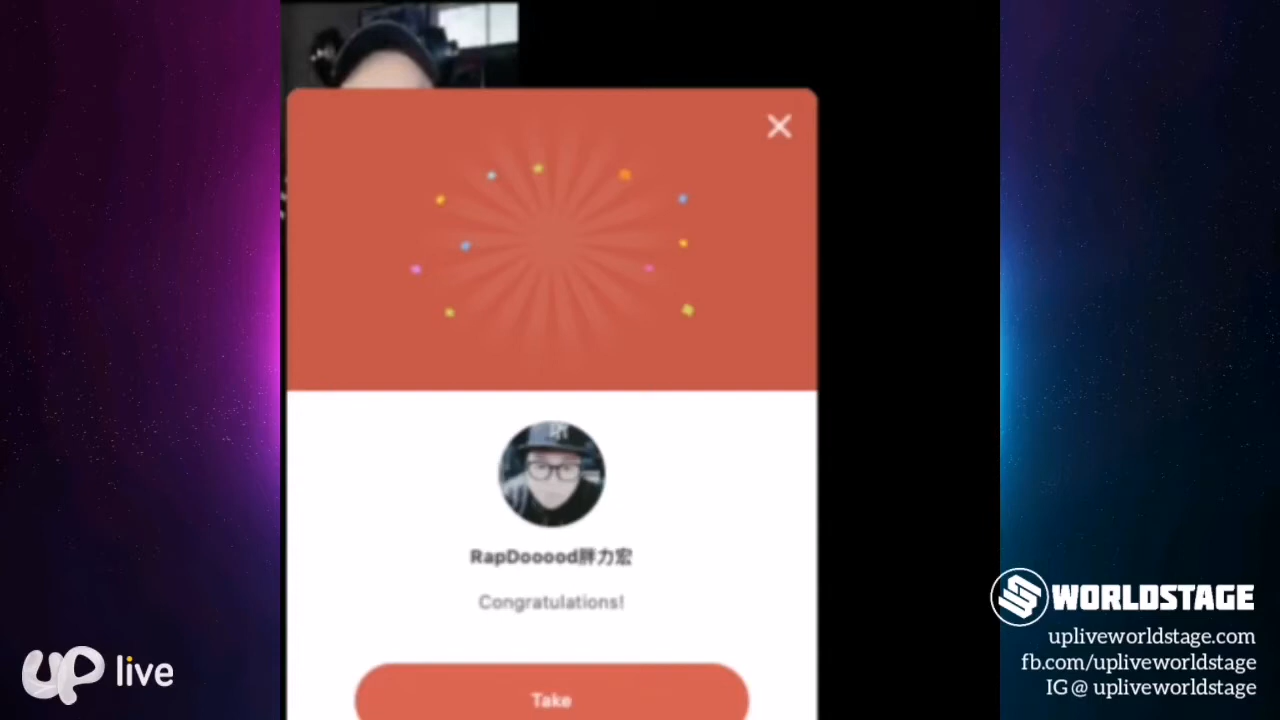 RapDooood胖力宏
Congratulations!
Take
up live
WORLDSTAGE
upliveworldstage.com
fb.com/upliveworldstage
IG@ upliveworldstage